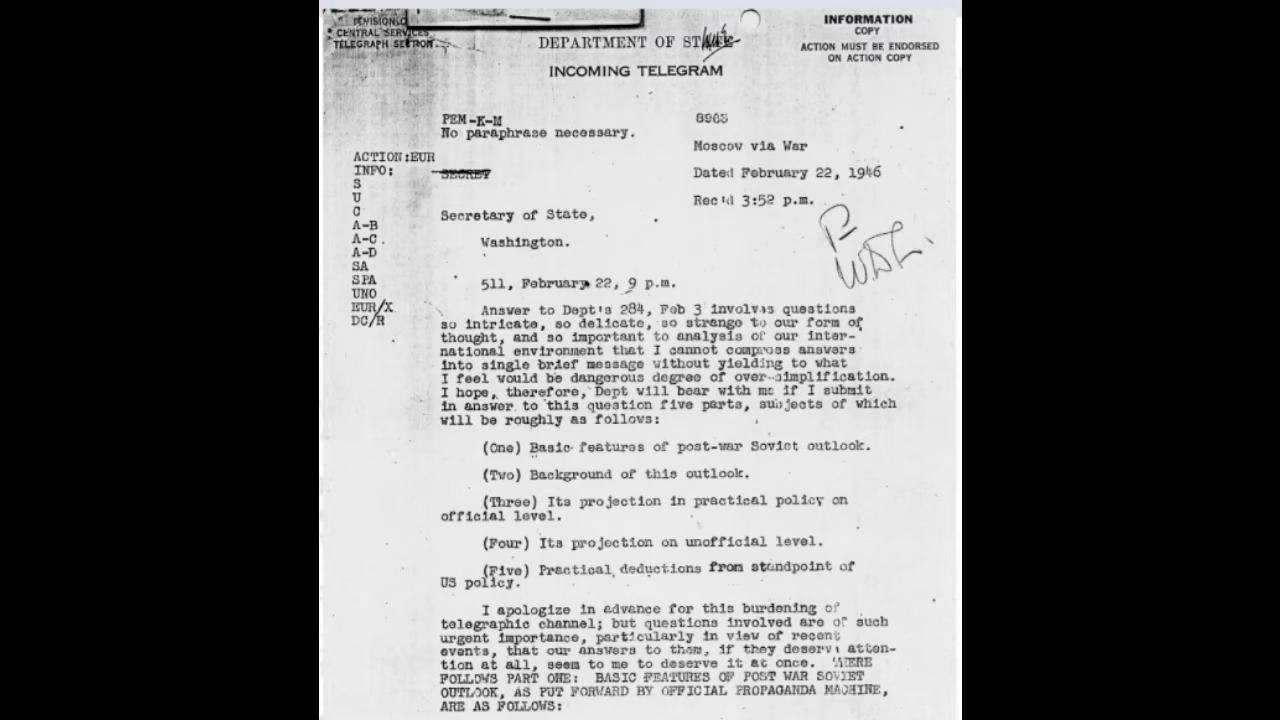 DIVISION O
CENTRAL SERVICES
TELEGRAPH SECTION
DEPARTMENT OF STATE
INCOMING TELEGRAM
INFORMATION
COPY
ACTION MUST BE ENDORSED
ON ACTION COPY
PEM-K-M
No paraphrase necessary.
8963
Moscow via War
Dated February 22, 1946
Rec'd 3:52 p.m.
ACTION:EUR
INFO:
S
U
C
A-B
A-C
A-D
SA
SPA
UNO
EUR/X
DC/R
SECRET
Secretary of State,
Washington.
511, February 22, 9 p.m.
Answer to Dept's 284, Feb 3 involves questions
so intricate, so delicate, so strange to our form of
thought, and so important to analysis of our inter-
national environment that I cannot compress answers
into single brief message without yielding to what
I feel would be dangerous degree of over-simplification.
I hope, therefore, Dept will bear with me if I submit
in answer to this question five parts, subjects of which
will be roughly as follows:
(One) Basic features of post-war Soviet outlook.
(Two) Background of this outlook.
(Three) Its projection in practical policy on
official level.
(Four) Its projection on unofficial level.
(Five) Practical deductions from standpoint of
US policy.
I apologize in advance for this burdening of
telegraphic channel; but questions involved are of such
urgent importance, particularly in view of recent
events, that our answers to them, if they deserve atten-
tion at all, seem to me to deserve it at once. THERE
FOLLOWS PART ONE: BASIC FEATURES OF POST WAR SOVIET
OUTLOOK, AS PUT FORWARD BY OFFICIAL PROPAGANDA MACHINE,
ARE AS FOLLOWS: